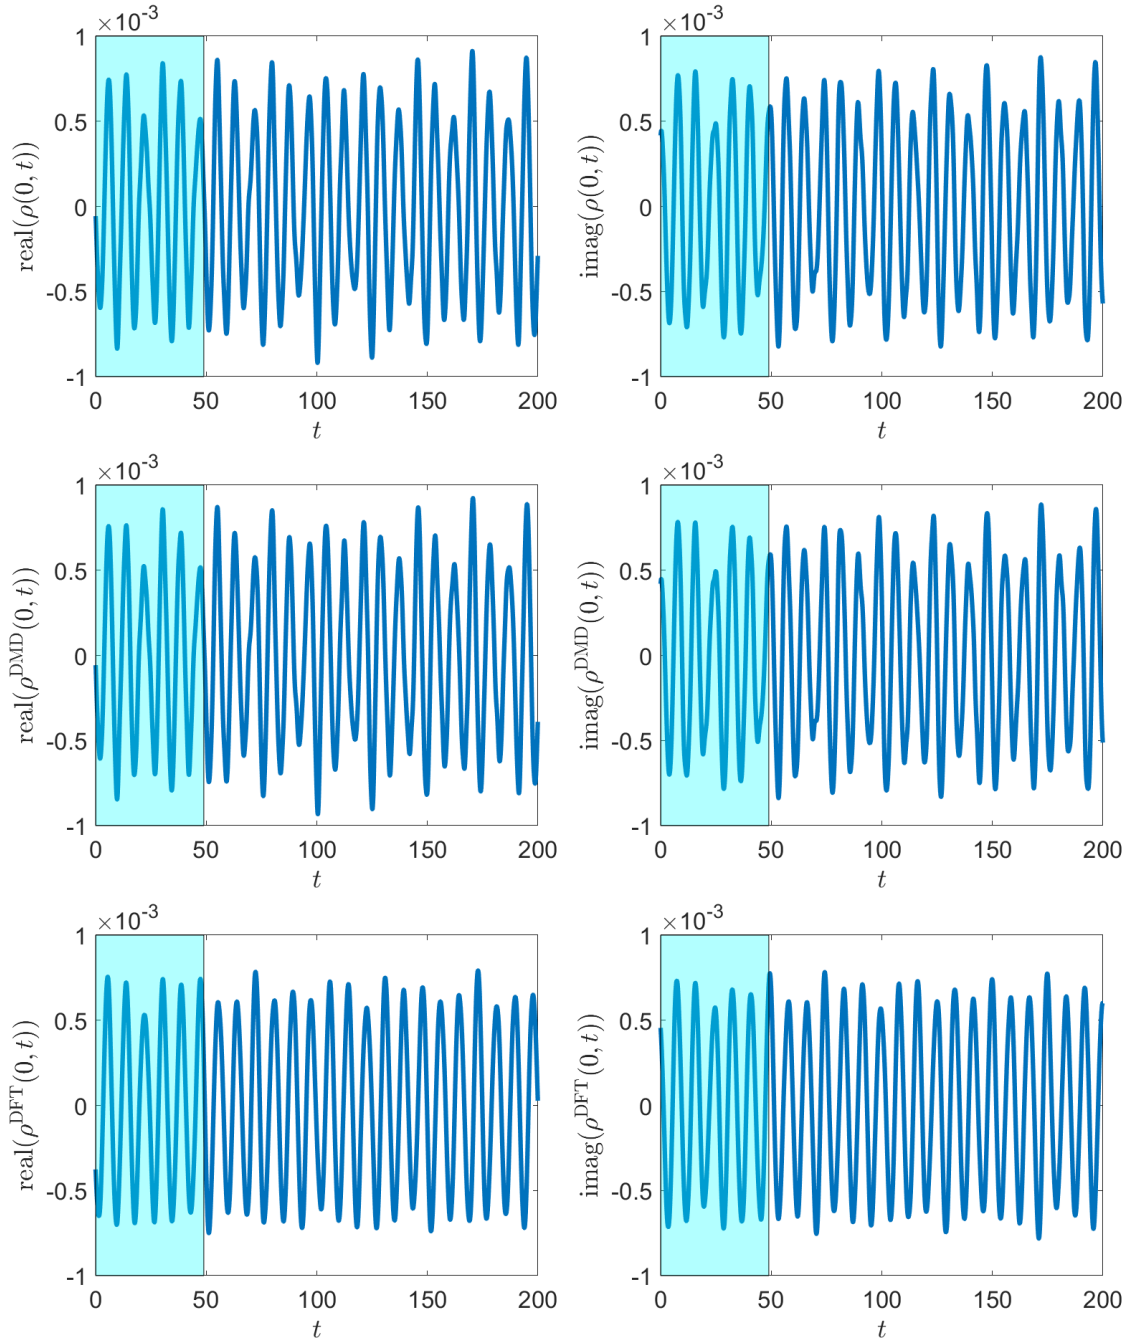 ×10⁻³
1
0.5
0
-0.5
-1
real(ρ(0, t))
0 50 100 150 200
t
×10⁻³
1
0.5
0
-0.5
-1
imag(ρ(0, t))
0 50 100 150 200
t
×10⁻³
1
0.5
0
-0.5
-1
real(ρ^DMD(0, t))
0 50 100 150 200
t
×10⁻³
1
0.5
0
-0.5
-1
imag(ρ^DMD(0, t))
0 50 100 150 200
t
×10⁻³
1
0.5
0
-0.5
-1
real(ρ^DFT(0, t))
0 50 100 150 200
t
×10⁻³
1
0.5
0
-0.5
-1
imag(ρ^DFT(0, t))
0 50 100 150 200
t